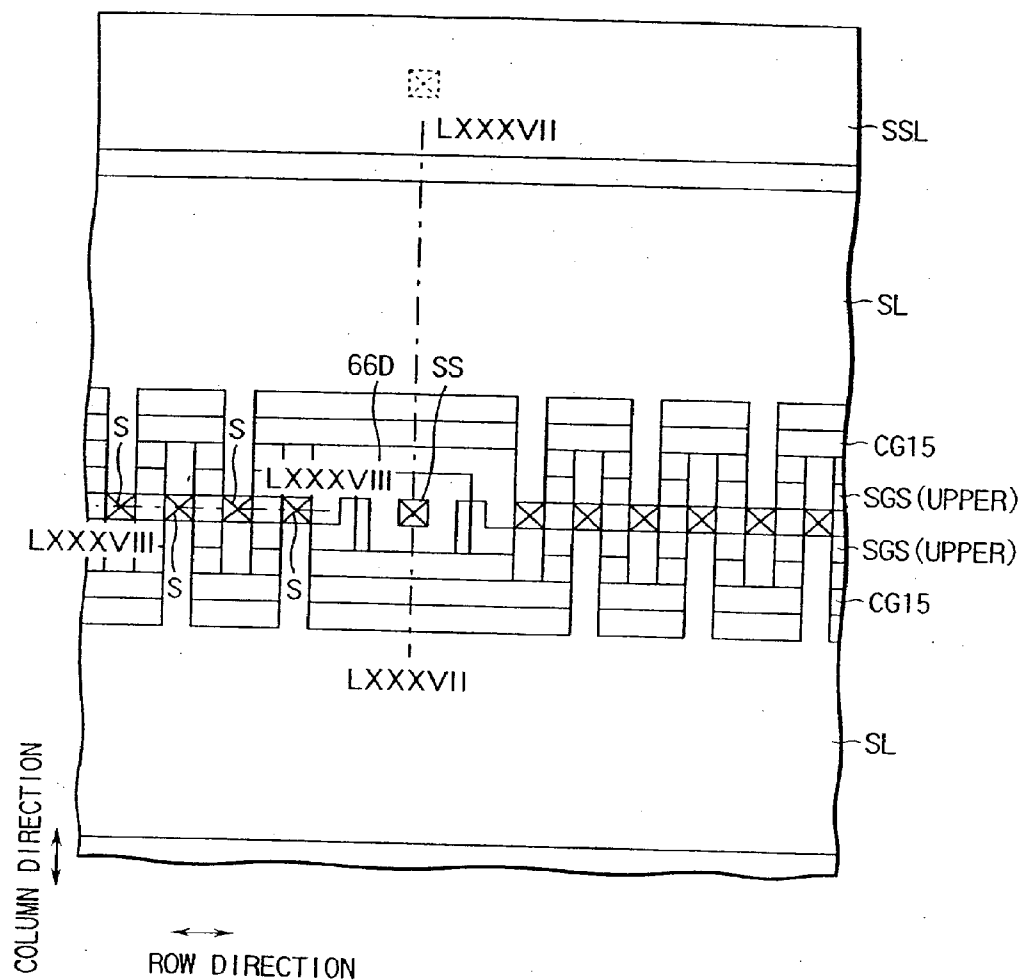 LXXXVII
SSL
SL
66D
SS
S
S
CG15
LXXXVIII
SGS(UPPER)
LXXXVIII
SGS(UPPER)
S
S
CG15
LXXXVII
SL
COLUMN DIRECTION
ROW DIRECTION